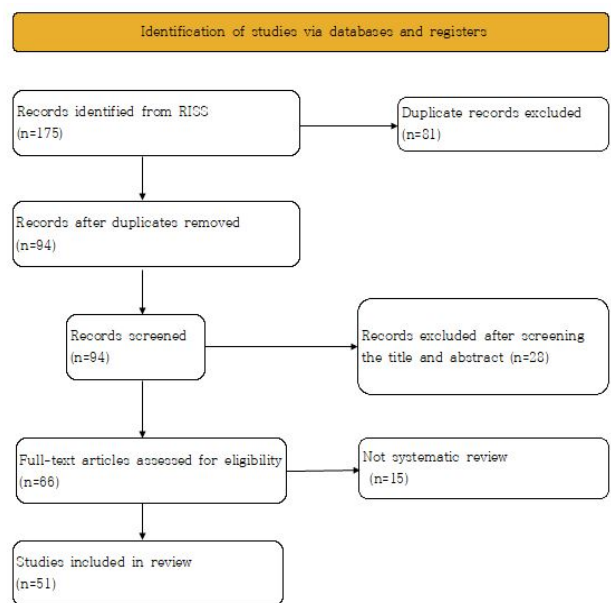 Identification of studies via databases and registers
Records identified from RISS
(n=175)
Duplicate records excluded
(n=81)
Records after duplicates removed
(n=94)
Records screened
(n=94)
Records excluded after screening
the title and abstract (n=28)
Full-text articles assessed for eligibility
(n=66)
Not systematic review
(n=15)
Studies included in review
(n=51)